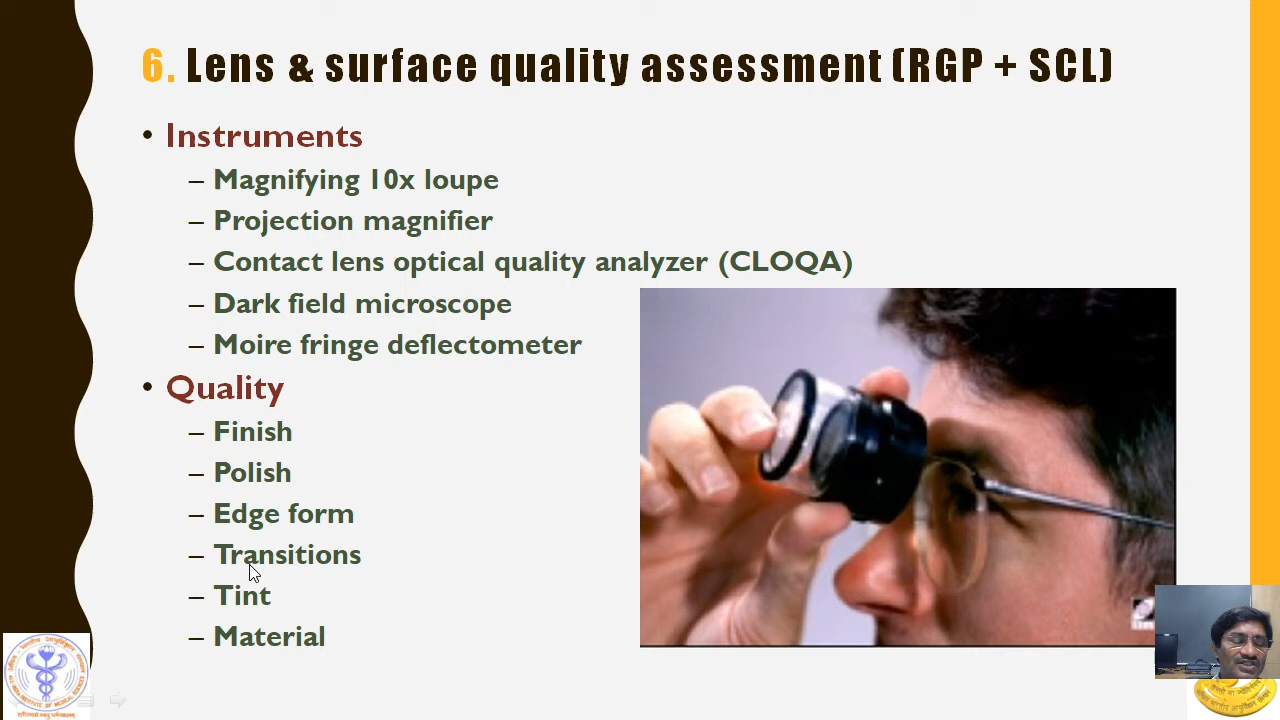 6. Lens & surface quality assessment (RGP + SCL)
• Instruments
– Magnifying 10x loupe
– Projection magnifier
– Contact lens optical quality analyzer (CLOQA)
– Dark field microscope
– Moire fringe deflectometer
• Quality
– Finish
– Polish
– Edge form
– Transitions
– Tint
– Material